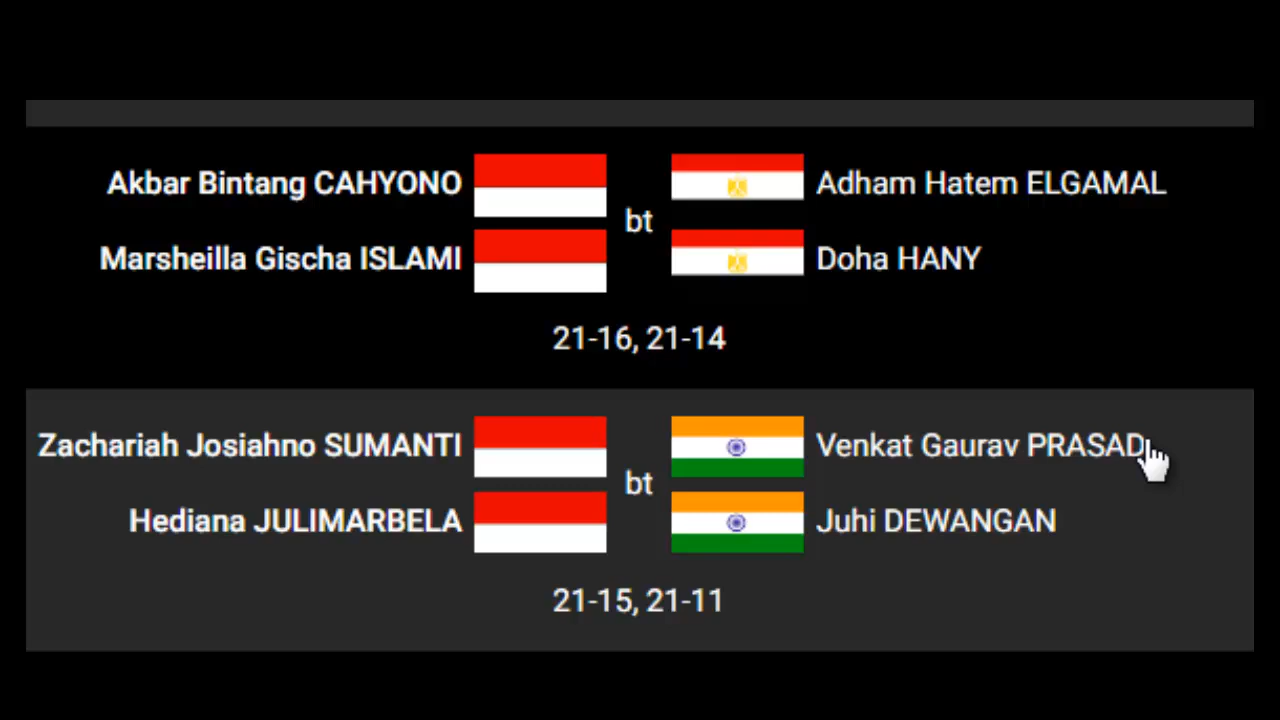 Akbar Bintang CAHYONO
Adham Hatem ELGAMAL
bt
Marsheilla Gischa ISLAMI
Doha HANY
21-16, 21-14
Zachariah Josiahno SUMANTI
Venkat Gaurav PRASAD
bt
Hediana JULIMARBELA
Juhi DEWANGAN
21-15, 21-11